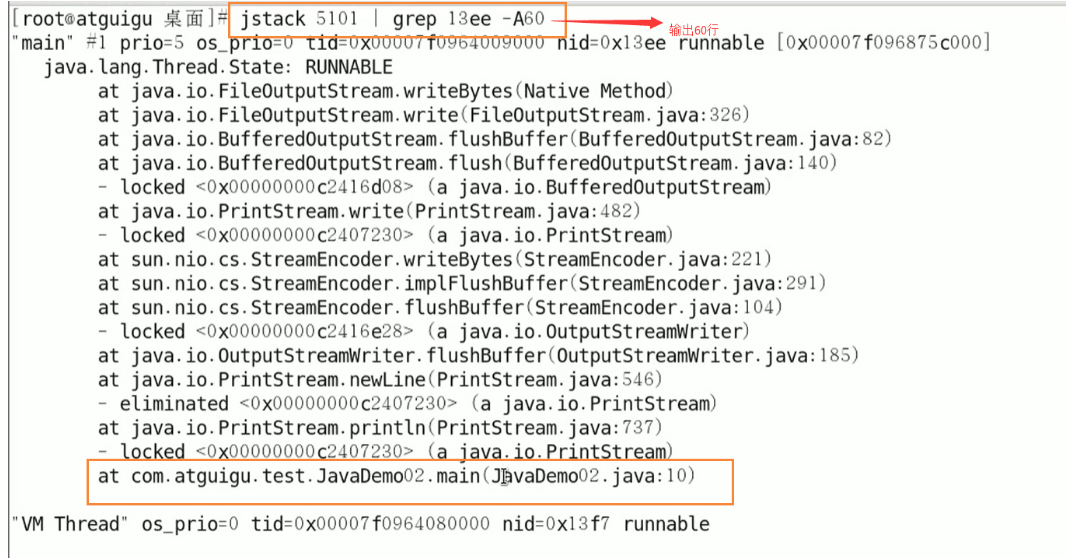 [root@atguigu 桌面]# jstack 5101 | grep 13ee -A60
输出60行
"main" #1 prio=5 os_prio=0 tid=0x00007f0964009000 nid=0x13ee runnable [0x00007f096875c000]
java.lang.Thread.State: RUNNABLE
at java.io.FileOutputStream.writeBytes(Native Method)
at java.io.FileOutputStream.write(FileOutputStream.java:326)
at java.io.BufferedOutputStream.flushBuffer(BufferedOutputStream.java:82)
at java.io.BufferedOutputStream.flush(BufferedOutputStream.java:140)
- locked <0x00000000c2416d08> (a java.io.BufferedOutputStream)
at java.io.PrintStream.write(PrintStream.java:482)
- locked <0x00000000c2407230> (a java.io.PrintStream)
at sun.nio.cs.StreamEncoder.writeBytes(StreamEncoder.java:221)
at sun.nio.cs.StreamEncoder.implFlushBuffer(StreamEncoder.java:291)
at sun.nio.cs.StreamEncoder.flushBuffer(StreamEncoder.java:104)
- locked <0x00000000c2416e28> (a java.io.OutputStreamWriter)
at java.io.OutputStreamWriter.flushBuffer(OutputStreamWriter.java:185)
at java.io.PrintStream.newLine(PrintStream.java:546)
- eliminated <0x00000000c2407230> (a java.io.PrintStream)
at java.io.PrintStream.println(PrintStream.java:737)
- locked <0x00000000c2407230> (a java.io.PrintStream)
at com.atguigu.test.JavaDemo02.main(JavaDemo02.java:10)
"VM Thread" os_prio=0 tid=0x00007f0964080000 nid=0x13f7 runnable